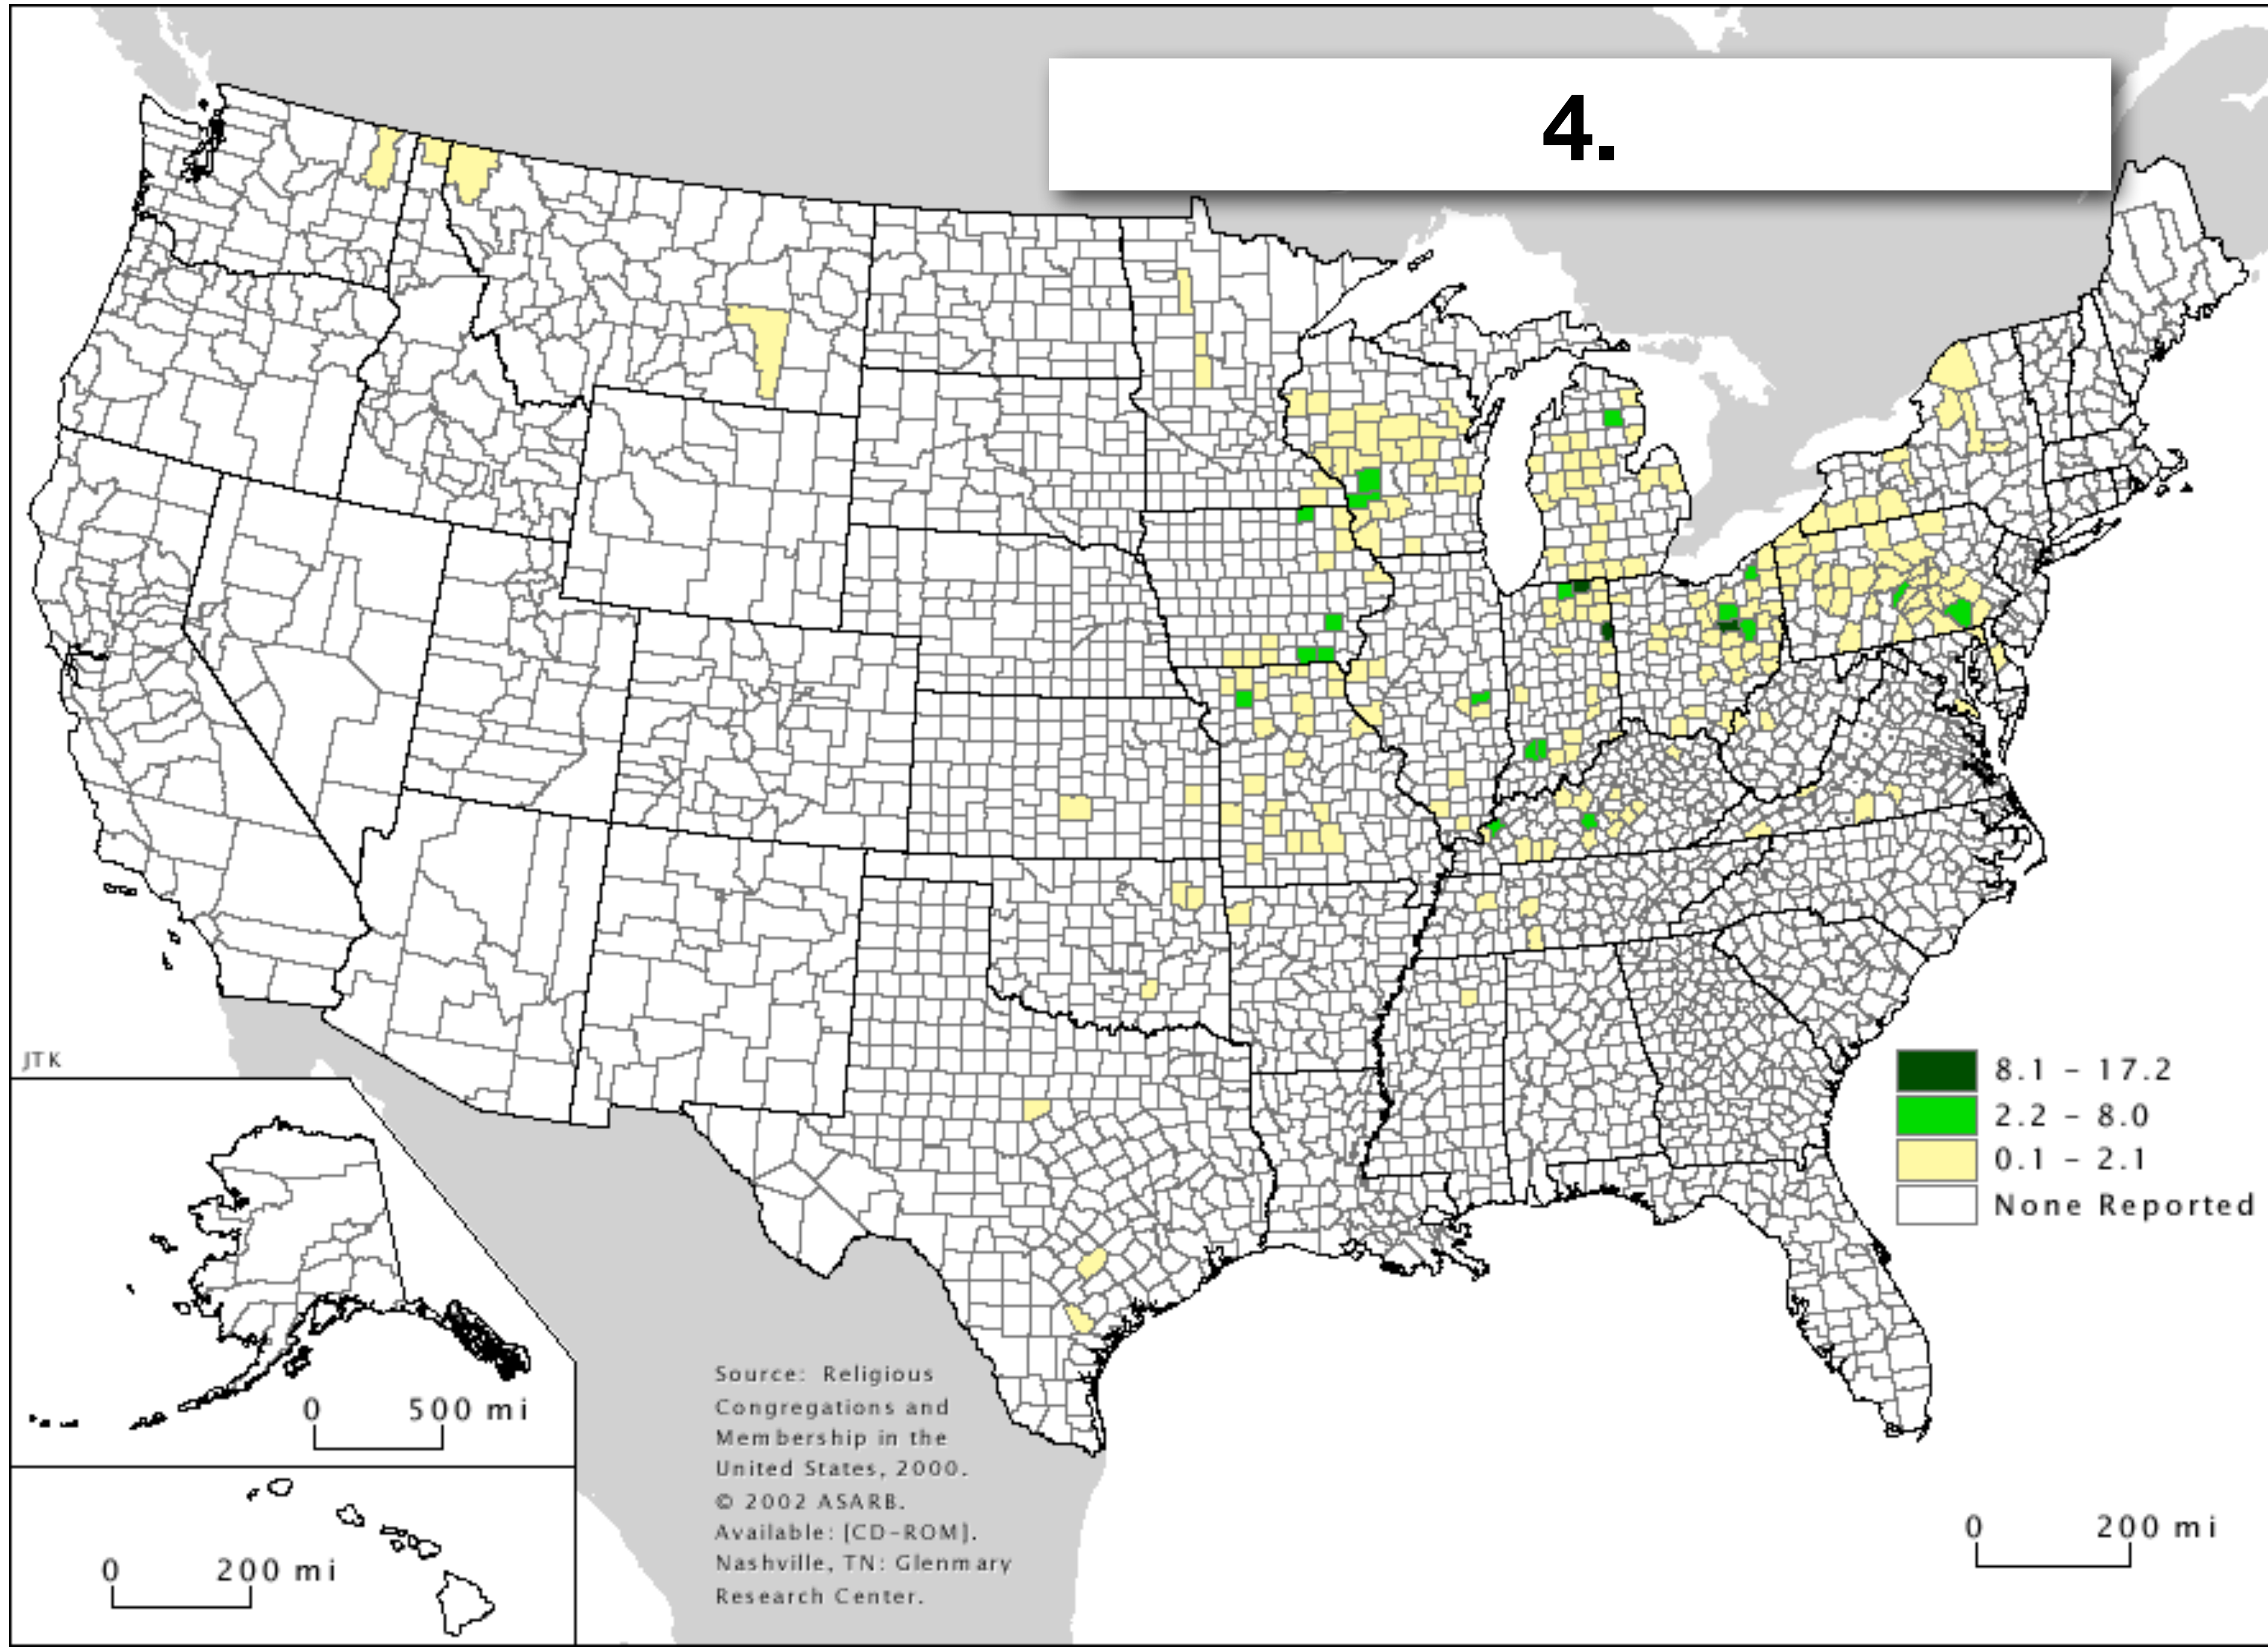 4.
JTK
8.1 – 17.2
2.2 – 8.0
0.1 – 2.1
None Reported
0 500 mi
0 200 mi
Source: Religious
Congregations and
Membership in the
United States, 2000.
© 2002 ASARB.
Available: [CD-ROM].
Nashville, TN: Glenmary
Research Center.
0 200 mi